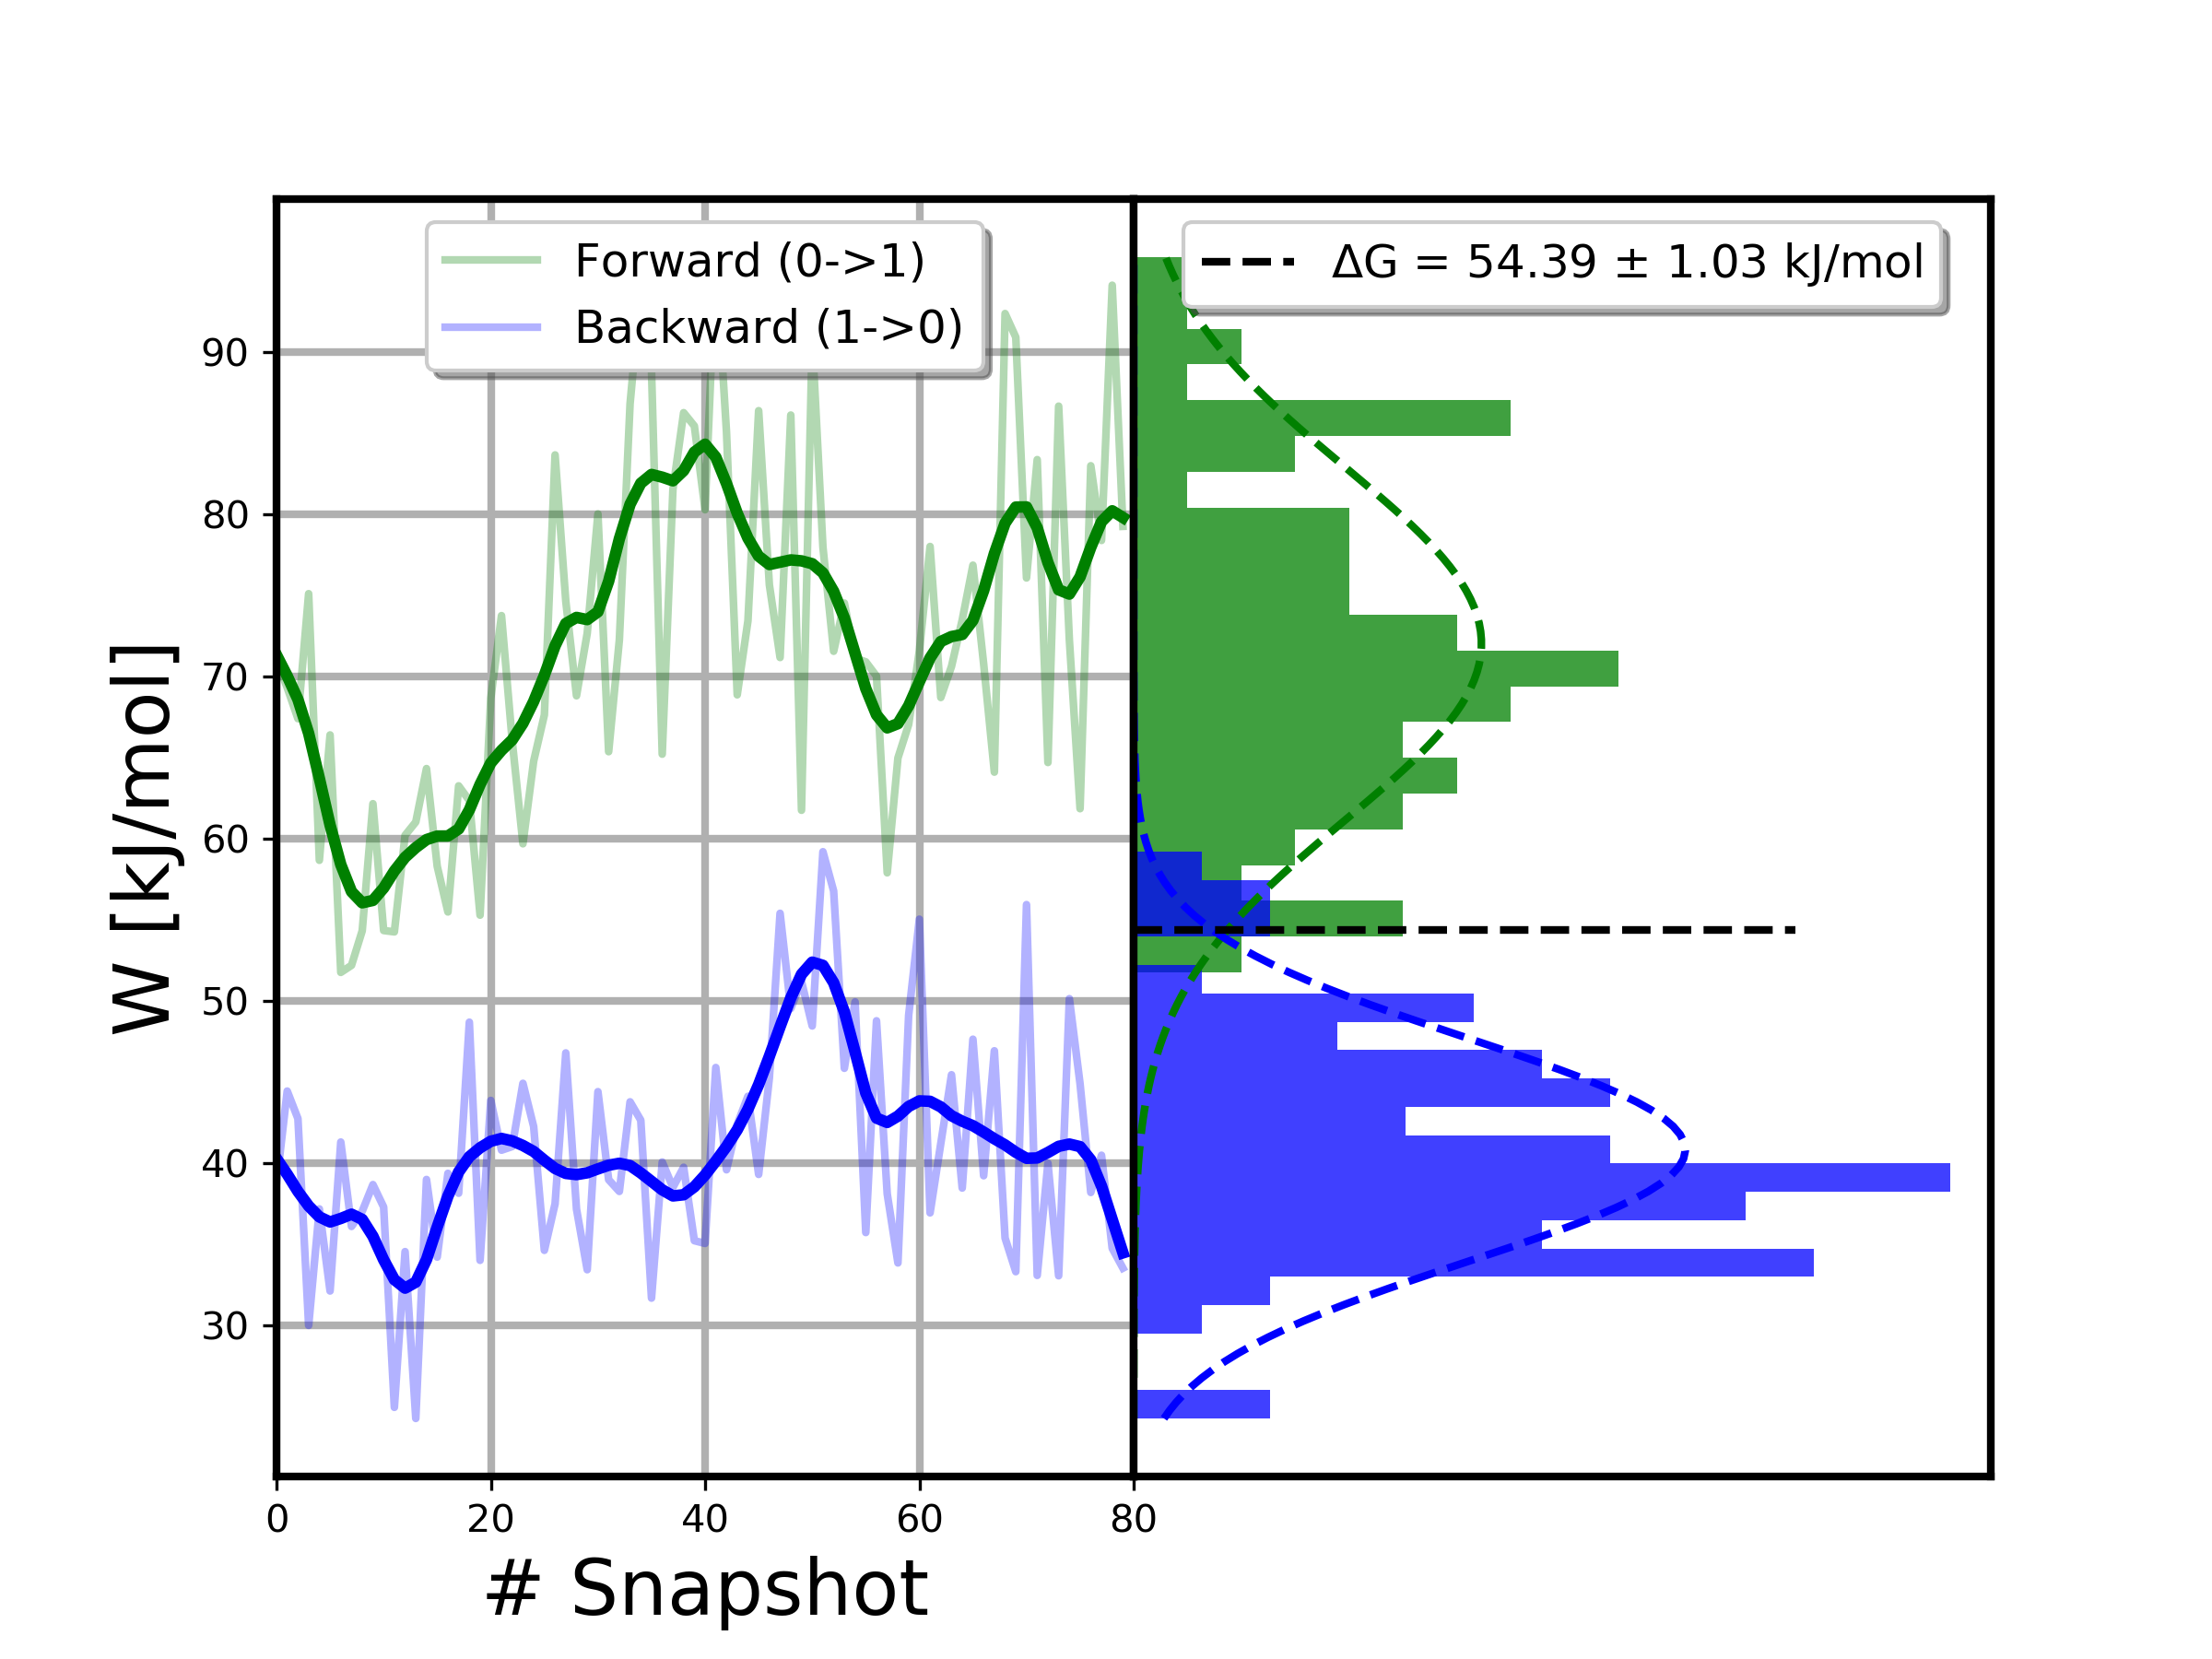 Forward (0->1)
Backward (1->0)
ΔG = 54.39 ± 1.03 kJ/mol
W [kJ/mol]
90
80
70
60
50
40
30
0 20 40 60 80
# Snapshot